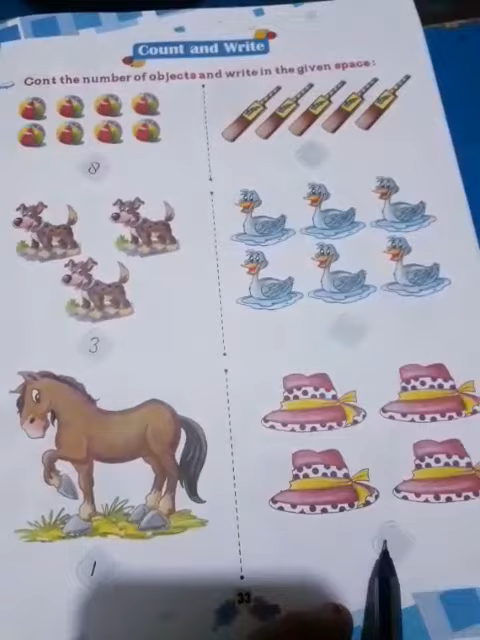 Count and Write
Cont the number of objects and write in the given space:
8
3
1
33